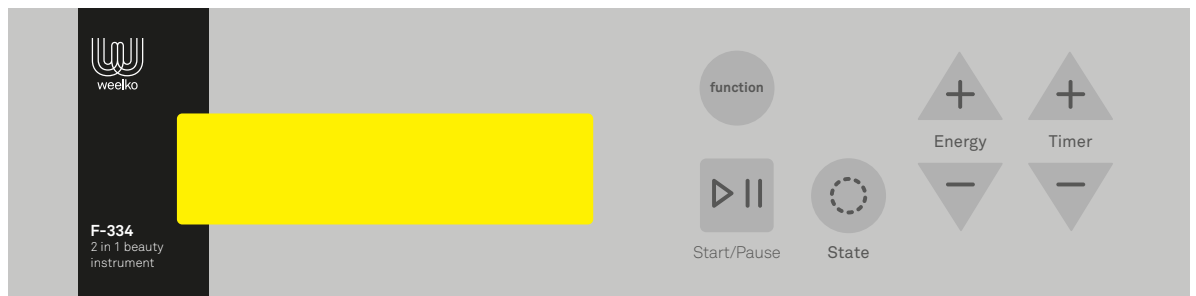 weelko
F-334
2 in 1 beauty
instrument
function
Start/Pause
State
Energy
Timer